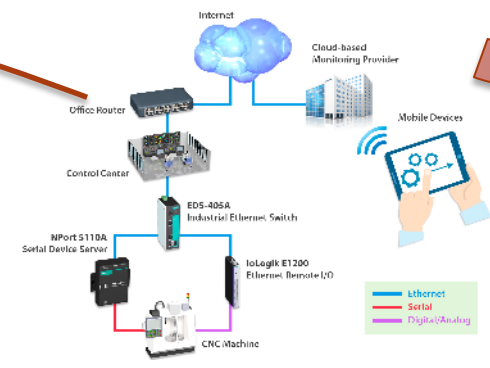 Internet
Cloud-based
Monitoring Provider
Office Router
Mobile Devices
Control Center
EDS-405A
Industrial Ethernet Switch
NPort 5110A
Serial Device Server
ioLogik E1200
Ethernet Remote I/O
CNC Machine
Ethernet
Serial
Digital/Analog